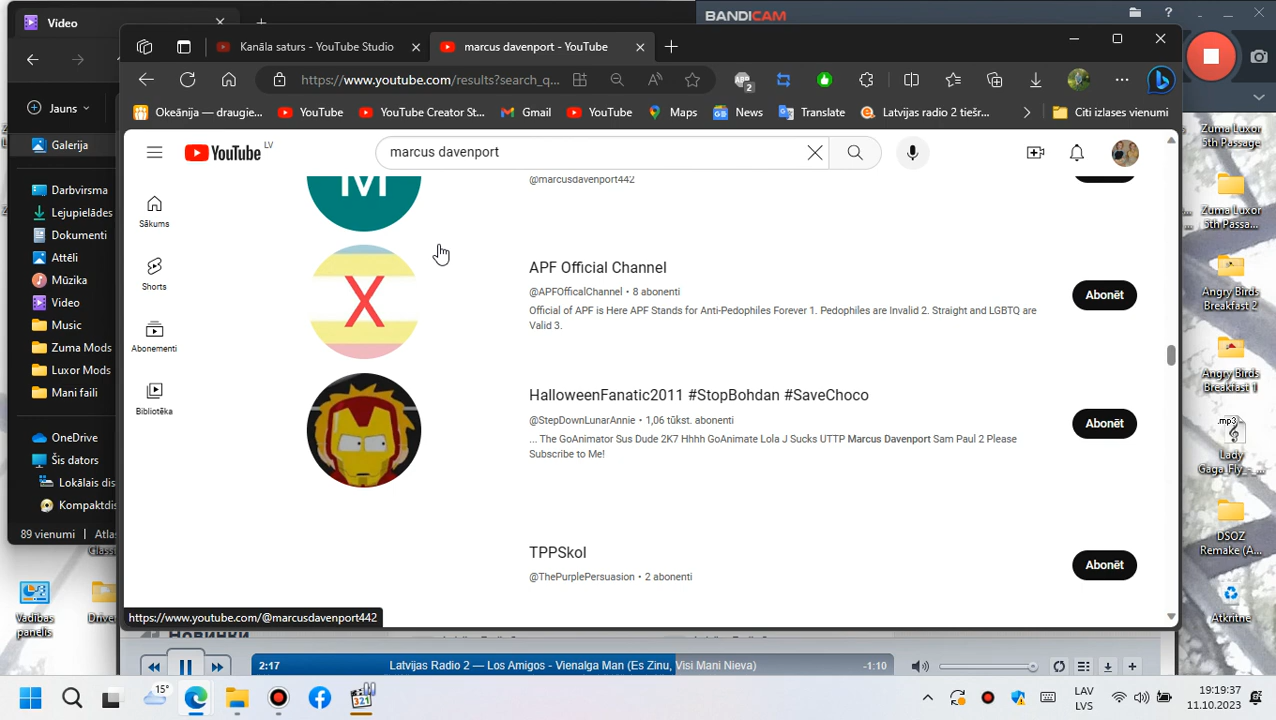 Video
BANDICAM
Kanāla saturs - YouTube Studio
marcus davenport - YouTube
https://www.youtube.com/results?search_q...
2
Jauns
Okeānija — draugie...
YouTube
YouTube Creator St...
Gmail
YouTube
Maps
News
Translate
Latvijas radio 2 tiešr...
Citi izlases vienumi
Galerija
Darbvirsma
Lejupielādes
Dokumenti
Attēli
Mūzika
Video
Music
Zuma Mods
Luxor Mods
Mani faili
OneDrive
Šis dators
Lokālais dis
Kompaktdi
89 vienumi
Atlas
YouTube
LV
marcus davenport
Sākums
Shorts
Abonementi
Bibliotēka
M
@marcusdavenport442
X
APF Official Channel
@APFOfficalChannel • 8 abonenti
Official of APF is Here APF Stands for Anti-Pedophiles Forever 1. Pedophiles are Invalid 2. Straight and LGBTQ are
Valid 3.
Abonēt
HaloweenFanatic2011 #StopBohdan #SaveChoco
@StepDownLunarAnnie • 1,06 tūkst. abonenti
... The GoAnimator Sus Dude 2K7 Hhhh GoAnimate Lola J Sucks UTTP Marcus Davenport Sam Paul 2 Please
Subscribe to Me!
Abonēt
TPPSkol
@ThePurplePersuasion • 2 abonenti
Abonēt
https://www.youtube.com/@marcusdavenport442
Zuma Luxor
5th Passage
Zuma Luxor
5th Passa...
Angry Birds
Breakfast 2
Angry Birds
Breakfast 1
.mp3
Lady
Gaga Fly_-_...
DSOZ
Remake (A...
Atkritne
Vadības
panelis
Drive
Новинки
2:17
Latvijas Radio 2 — Los Amigos - Vienalga Man (Es Zinu, Visi Mani Nieva)
-1:10
15°
321
LAV
LVS
19:19:37
11.10.2023